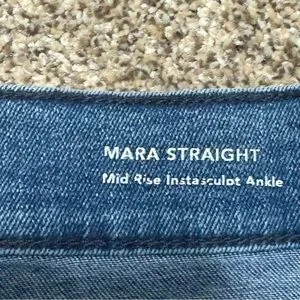 MARA STRAIGHT
Mid Rise Instasculpt Ankle